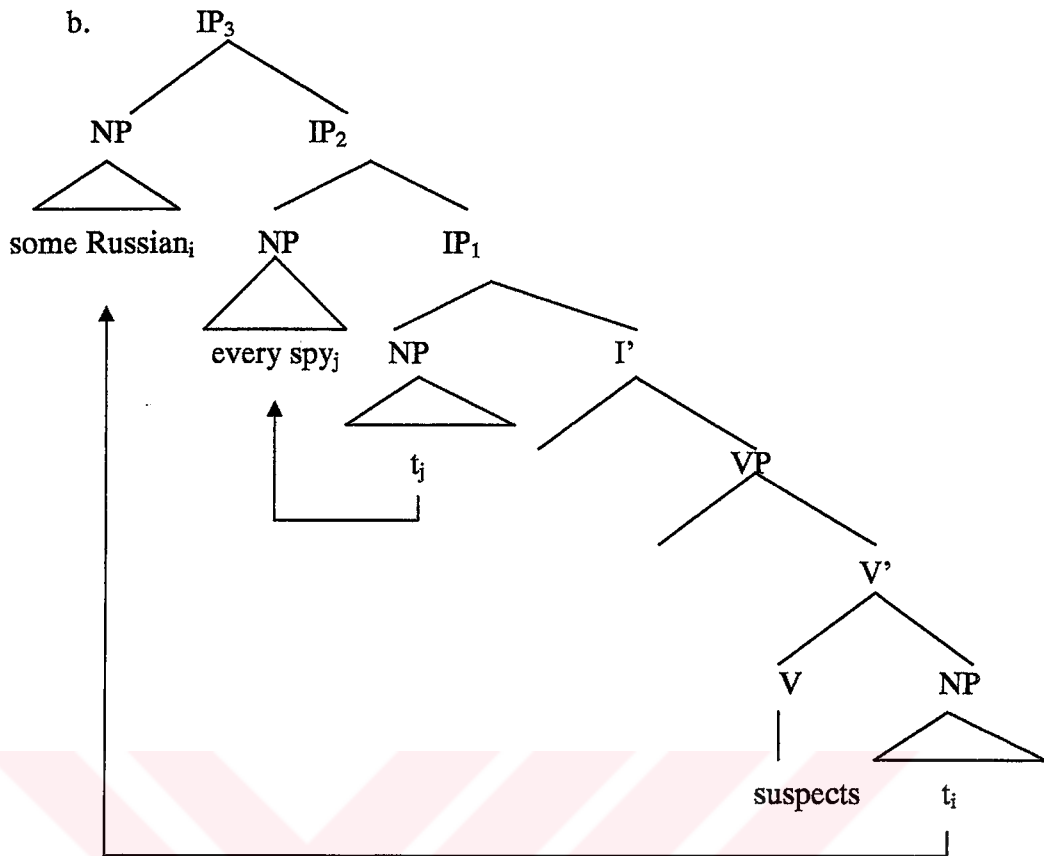 b. IP₃
NP IP₂
some Russianᵢ NP IP₁
every spyⱼ NP I’
tⱼ
VP
V’
V NP
suspects tᵢ